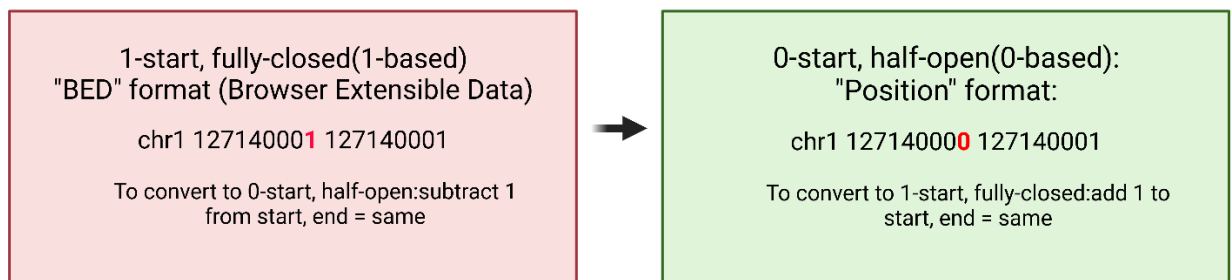 1-start, fully-closed(1-based)
"BED" format (Browser Extensible Data)
chr1 127140001 127140001
To convert to 0-start, half-open:subtract 1
from start, end = same
0-start, half-open(0-based):
"Position" format:
chr1 127140000 127140001
To convert to 1-start, fully-closed:add 1 to
start, end = same